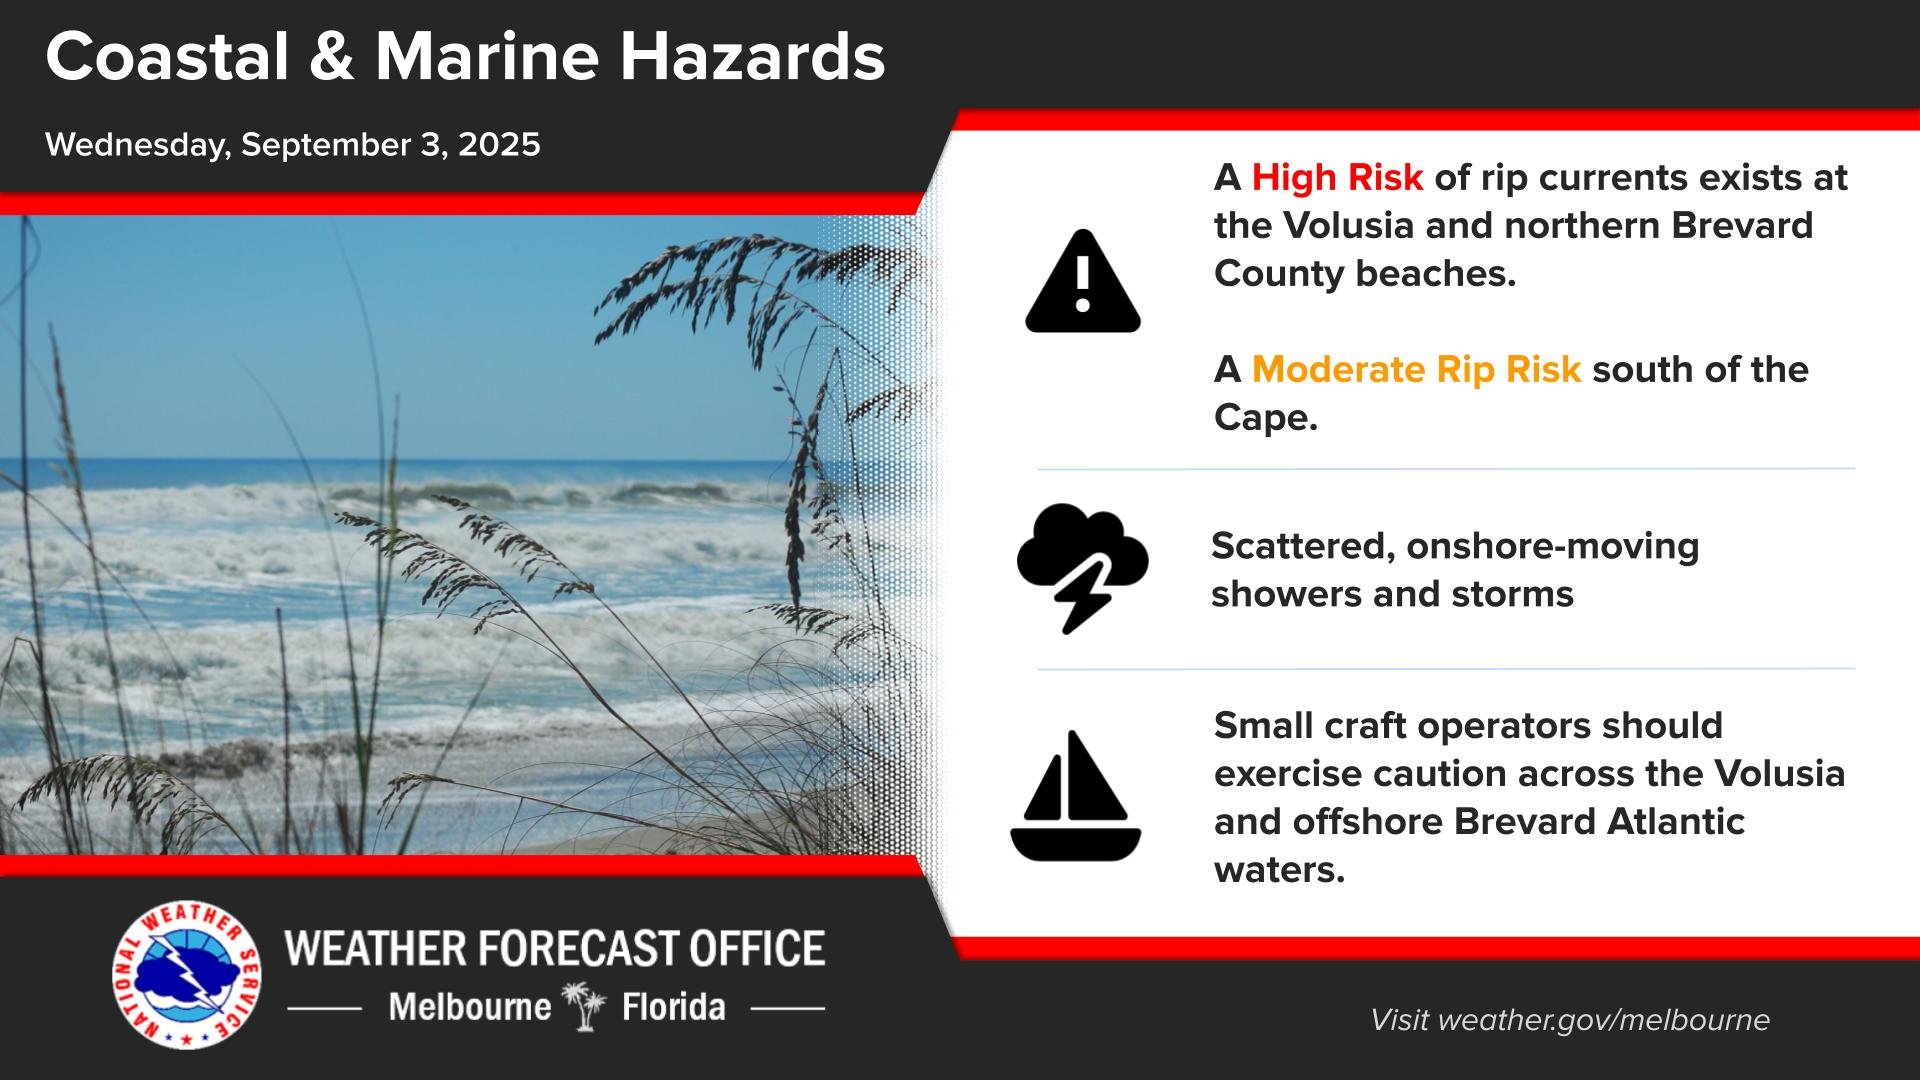 Coastal & Marine Hazards
Wednesday, September 3, 2025
A High Risk of rip currents exists at
the Volusia and northern Brevard
County beaches.
A Moderate Rip Risk south of the
Cape.
Scattered, onshore-moving
showers and storms
Small craft operators should
exercise caution across the Volusia
and offshore Brevard Atlantic
waters.
NATIONAL WEATHER SERVICE
WEATHER FORECAST OFFICE
Melbourne Florida
Visit weather.gov/melbourne